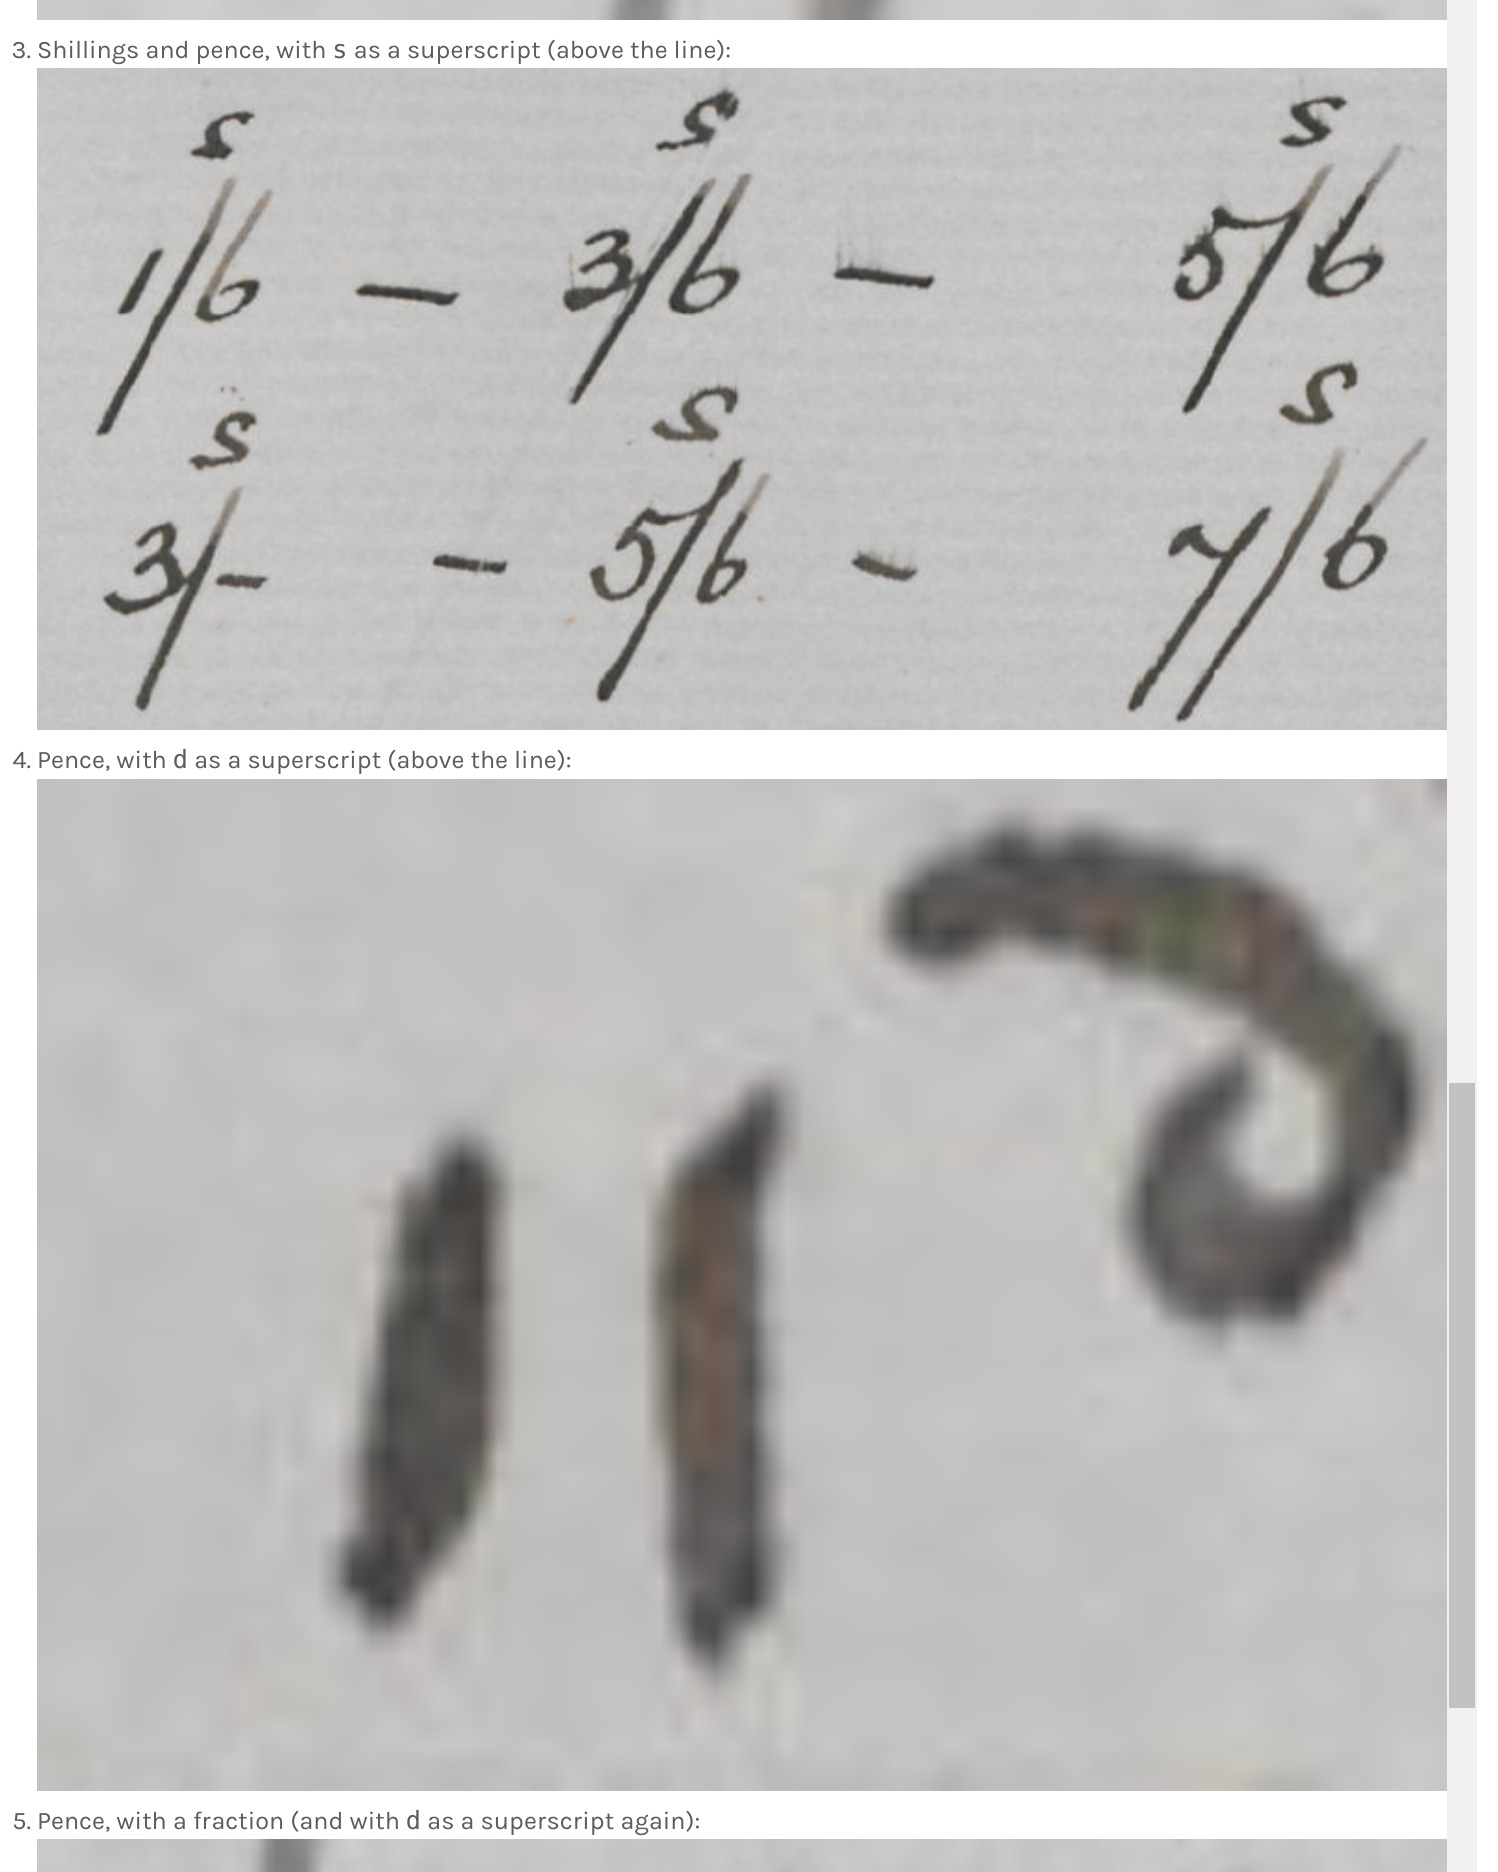 3. Shillings and pence, with s as a superscript (above the line):
s s s
1/6 — 3/6 — 5/6
s s s
3/- - 5/6 - 7/6
4. Pence, with d as a superscript (above the line):
11d
5. Pence, with a fraction (and with d as a superscript again):